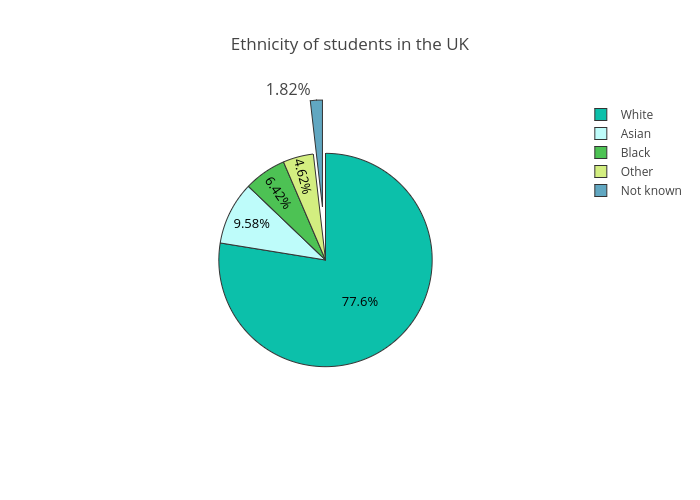 Ethnicity of students in the UK
1.82%
White
Asian
Black
Other
Not known
4.62%
6.42%
9.58%
77.6%